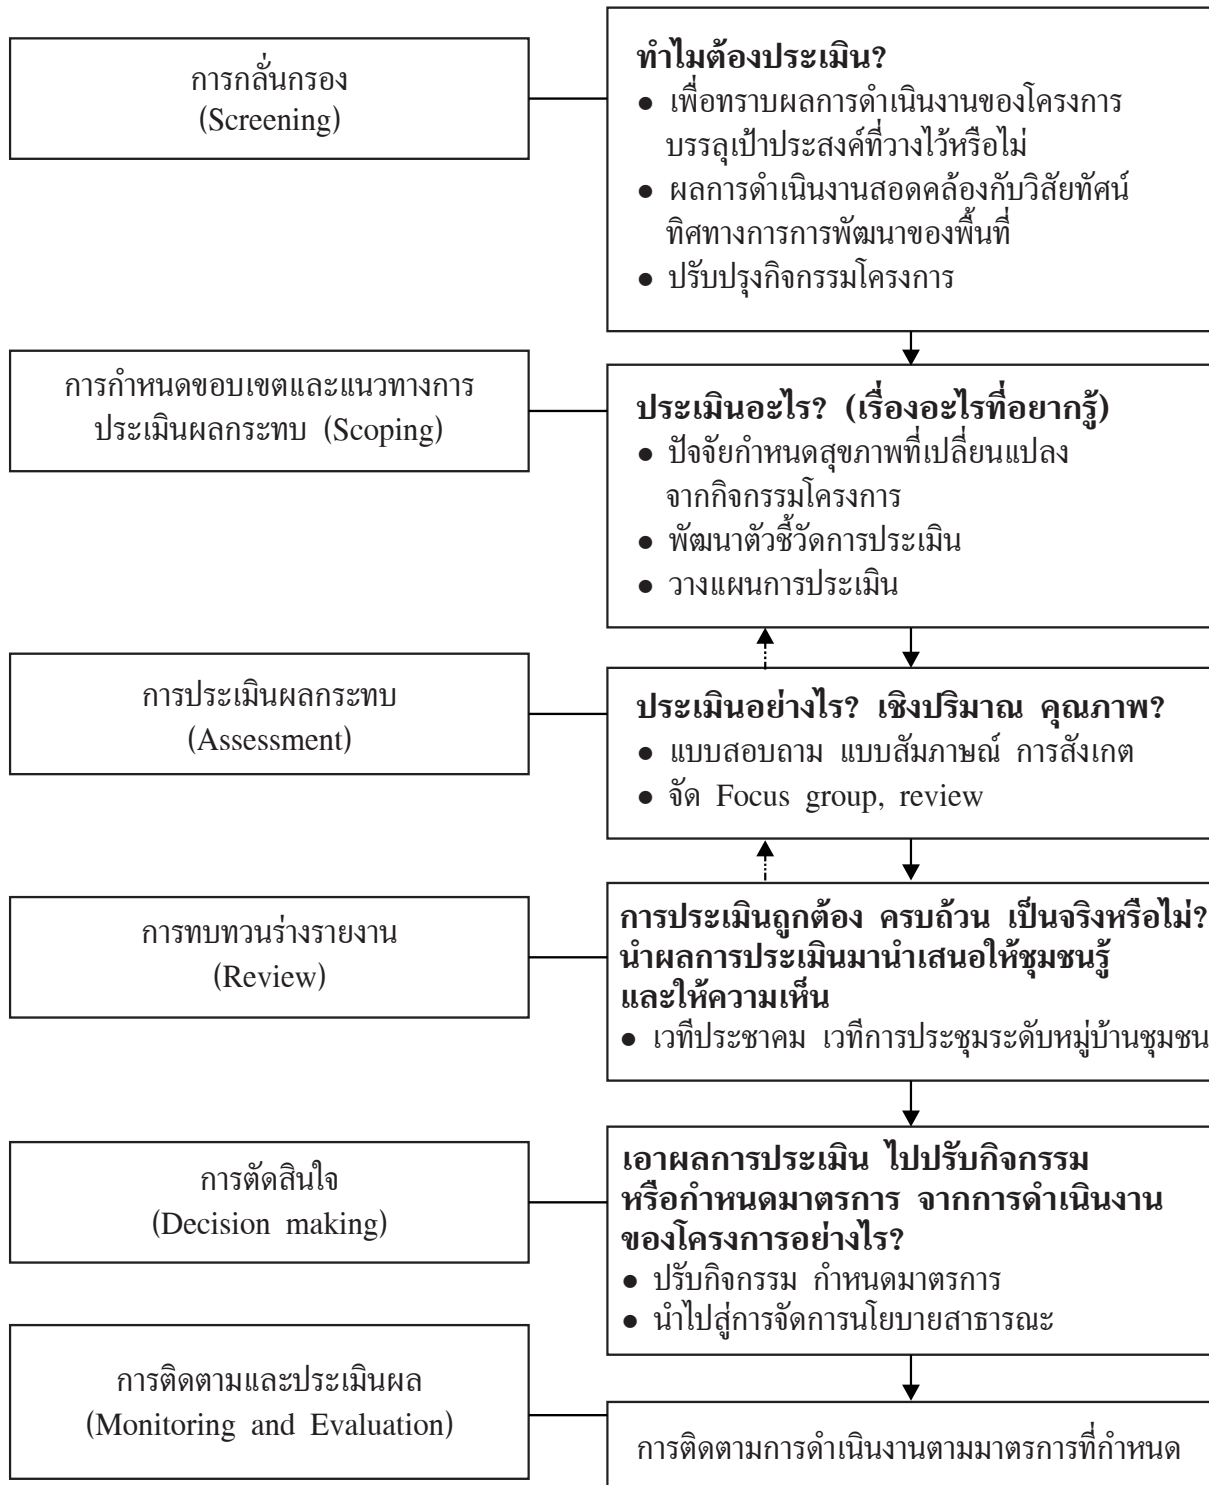 การกลั่นกรอง
(Screening)
ทำไมต้องประเมิน?
● เพื่อทราบผลการดำเนินงานของโครงการ
บรรลุเป้าประสงค์ที่วางไว้หรือไม่
● ผลการดำเนินงานสอดคล้องกับวิสัยทัศน์
ทิศทางการการพัฒนาของพื้นที่
● ปรับปรุงกิจกรรมโครงการ
การกำหนดขอบเขตและแนวทางการ
ประเมินผลกระทบ (Scoping)
ประเมินอะไร? (เรื่องอะไรที่อยากรู้)
● ปัจจัยกำหนดสุขภาพที่เปลี่ยนแปลง
จากกิจกรรมโครงการ
● พัฒนาตัวชี้วัดการประเมิน
● วางแผนการประเมิน
การประเมินผลกระทบ
(Assessment)
ประเมินอย่างไร? เชิงปริมาณ คุณภาพ?
● แบบสอบถาม แบบสัมภาษณ์ การสังเกต
● จัด Focus group, review
การทบทวนร่างรายงาน
(Review)
การประเมินถูกต้อง ครบถ้วน เป็นจริงหรือไม่?
นำผลการประเมินมานำเสนอให้ชุมชนรู้
และให้ความเห็น
● เวทีประชาคม เวทีการประชุมระดับหมู่บ้านชุมชน
การตัดสินใจ
(Decision making)
เอาผลการประเมิน ไปปรับกิจกรรม
หรือกำหนดมาตรการ จากการดำเนินงาน
ของโครงการอย่างไร?
● ปรับกิจกรรม กำหนดมาตรการ
● นำไปสู่การจัดการนโยบายสาธารณะ
การติดตามและประเมินผล
(Monitoring and Evaluation)
การติดตามการดำเนินงานตามมาตรการที่กำหนด